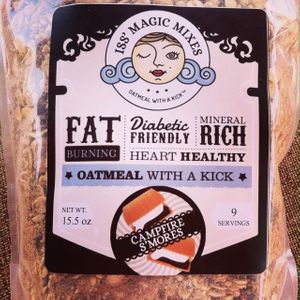 ISS' MAGIC MIXES
OATMEAL WITH A KICK™
FAT
BURNING
Diabetic
FRIENDLY
MINERAL
RICH
HEART HEALTHY
OATMEAL WITH A KICK
NET WT.
15.5 oz
CAMPFIRE
S'MORES
9
SERVINGS